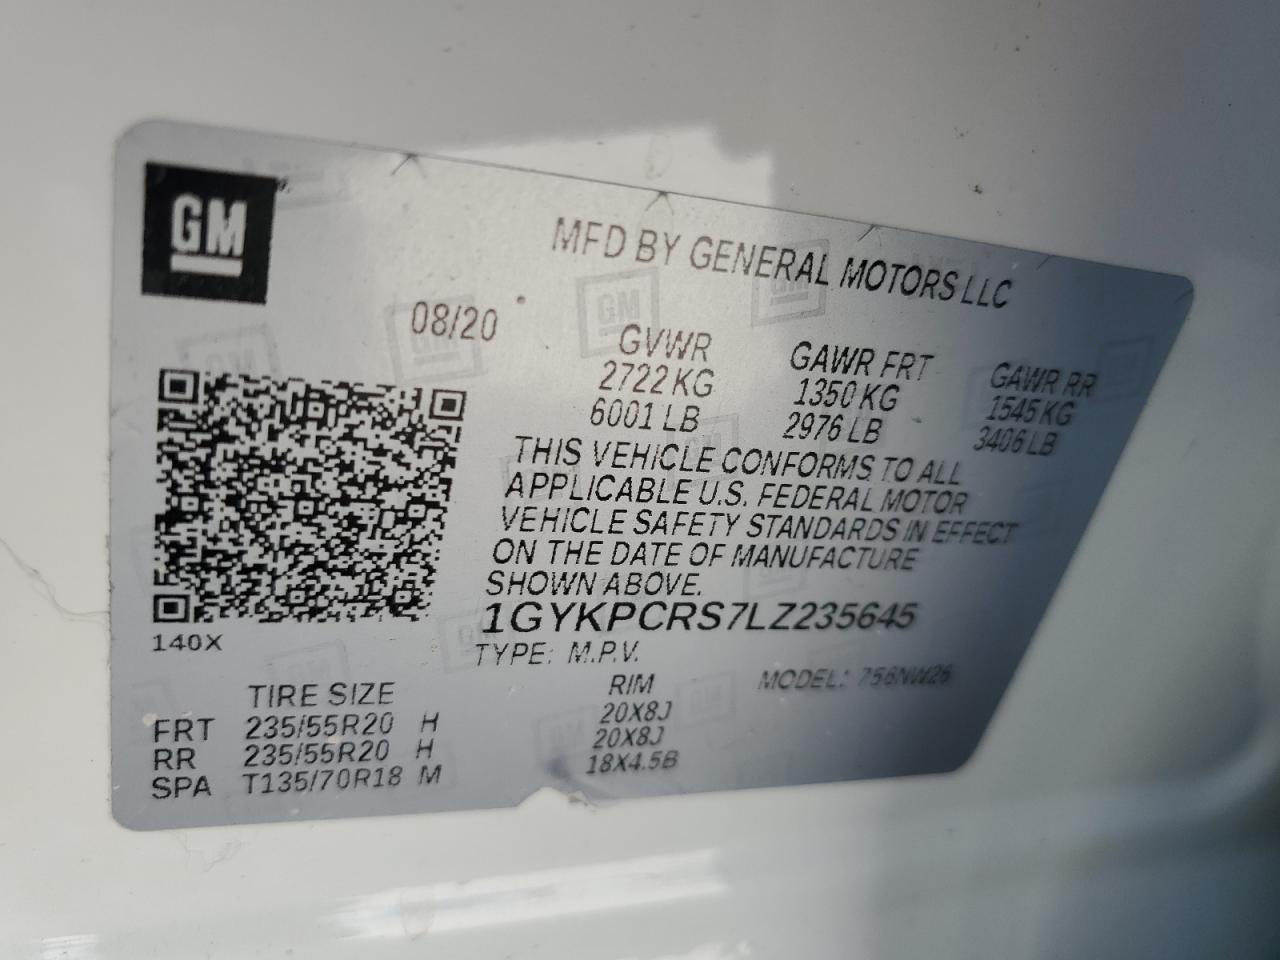 GM
MFD BY GENERAL MOTORS LLC
08/20
GVWR GAWR FRT GAWR RR
2722 KG 1350 KG 1545 KG
6001 LB 2976 LB 3406 LB
THIS VEHICLE CONFORMS TO ALL
APPLICABLE U.S. FEDERAL MOTOR
VEHICLE SAFETY STANDARDS IN EFFECT
ON THE DATE OF MANUFACTURE
SHOWN ABOVE.
1GYKPCRS7LZ235645
140X
TYPE: M.P.V.
MODEL:
TIRE SIZE RIM
FRT 235/55R20 H 20X8J
RR 235/55R20 H 20X8J
SPA T135/70R18 M 18X4.5B